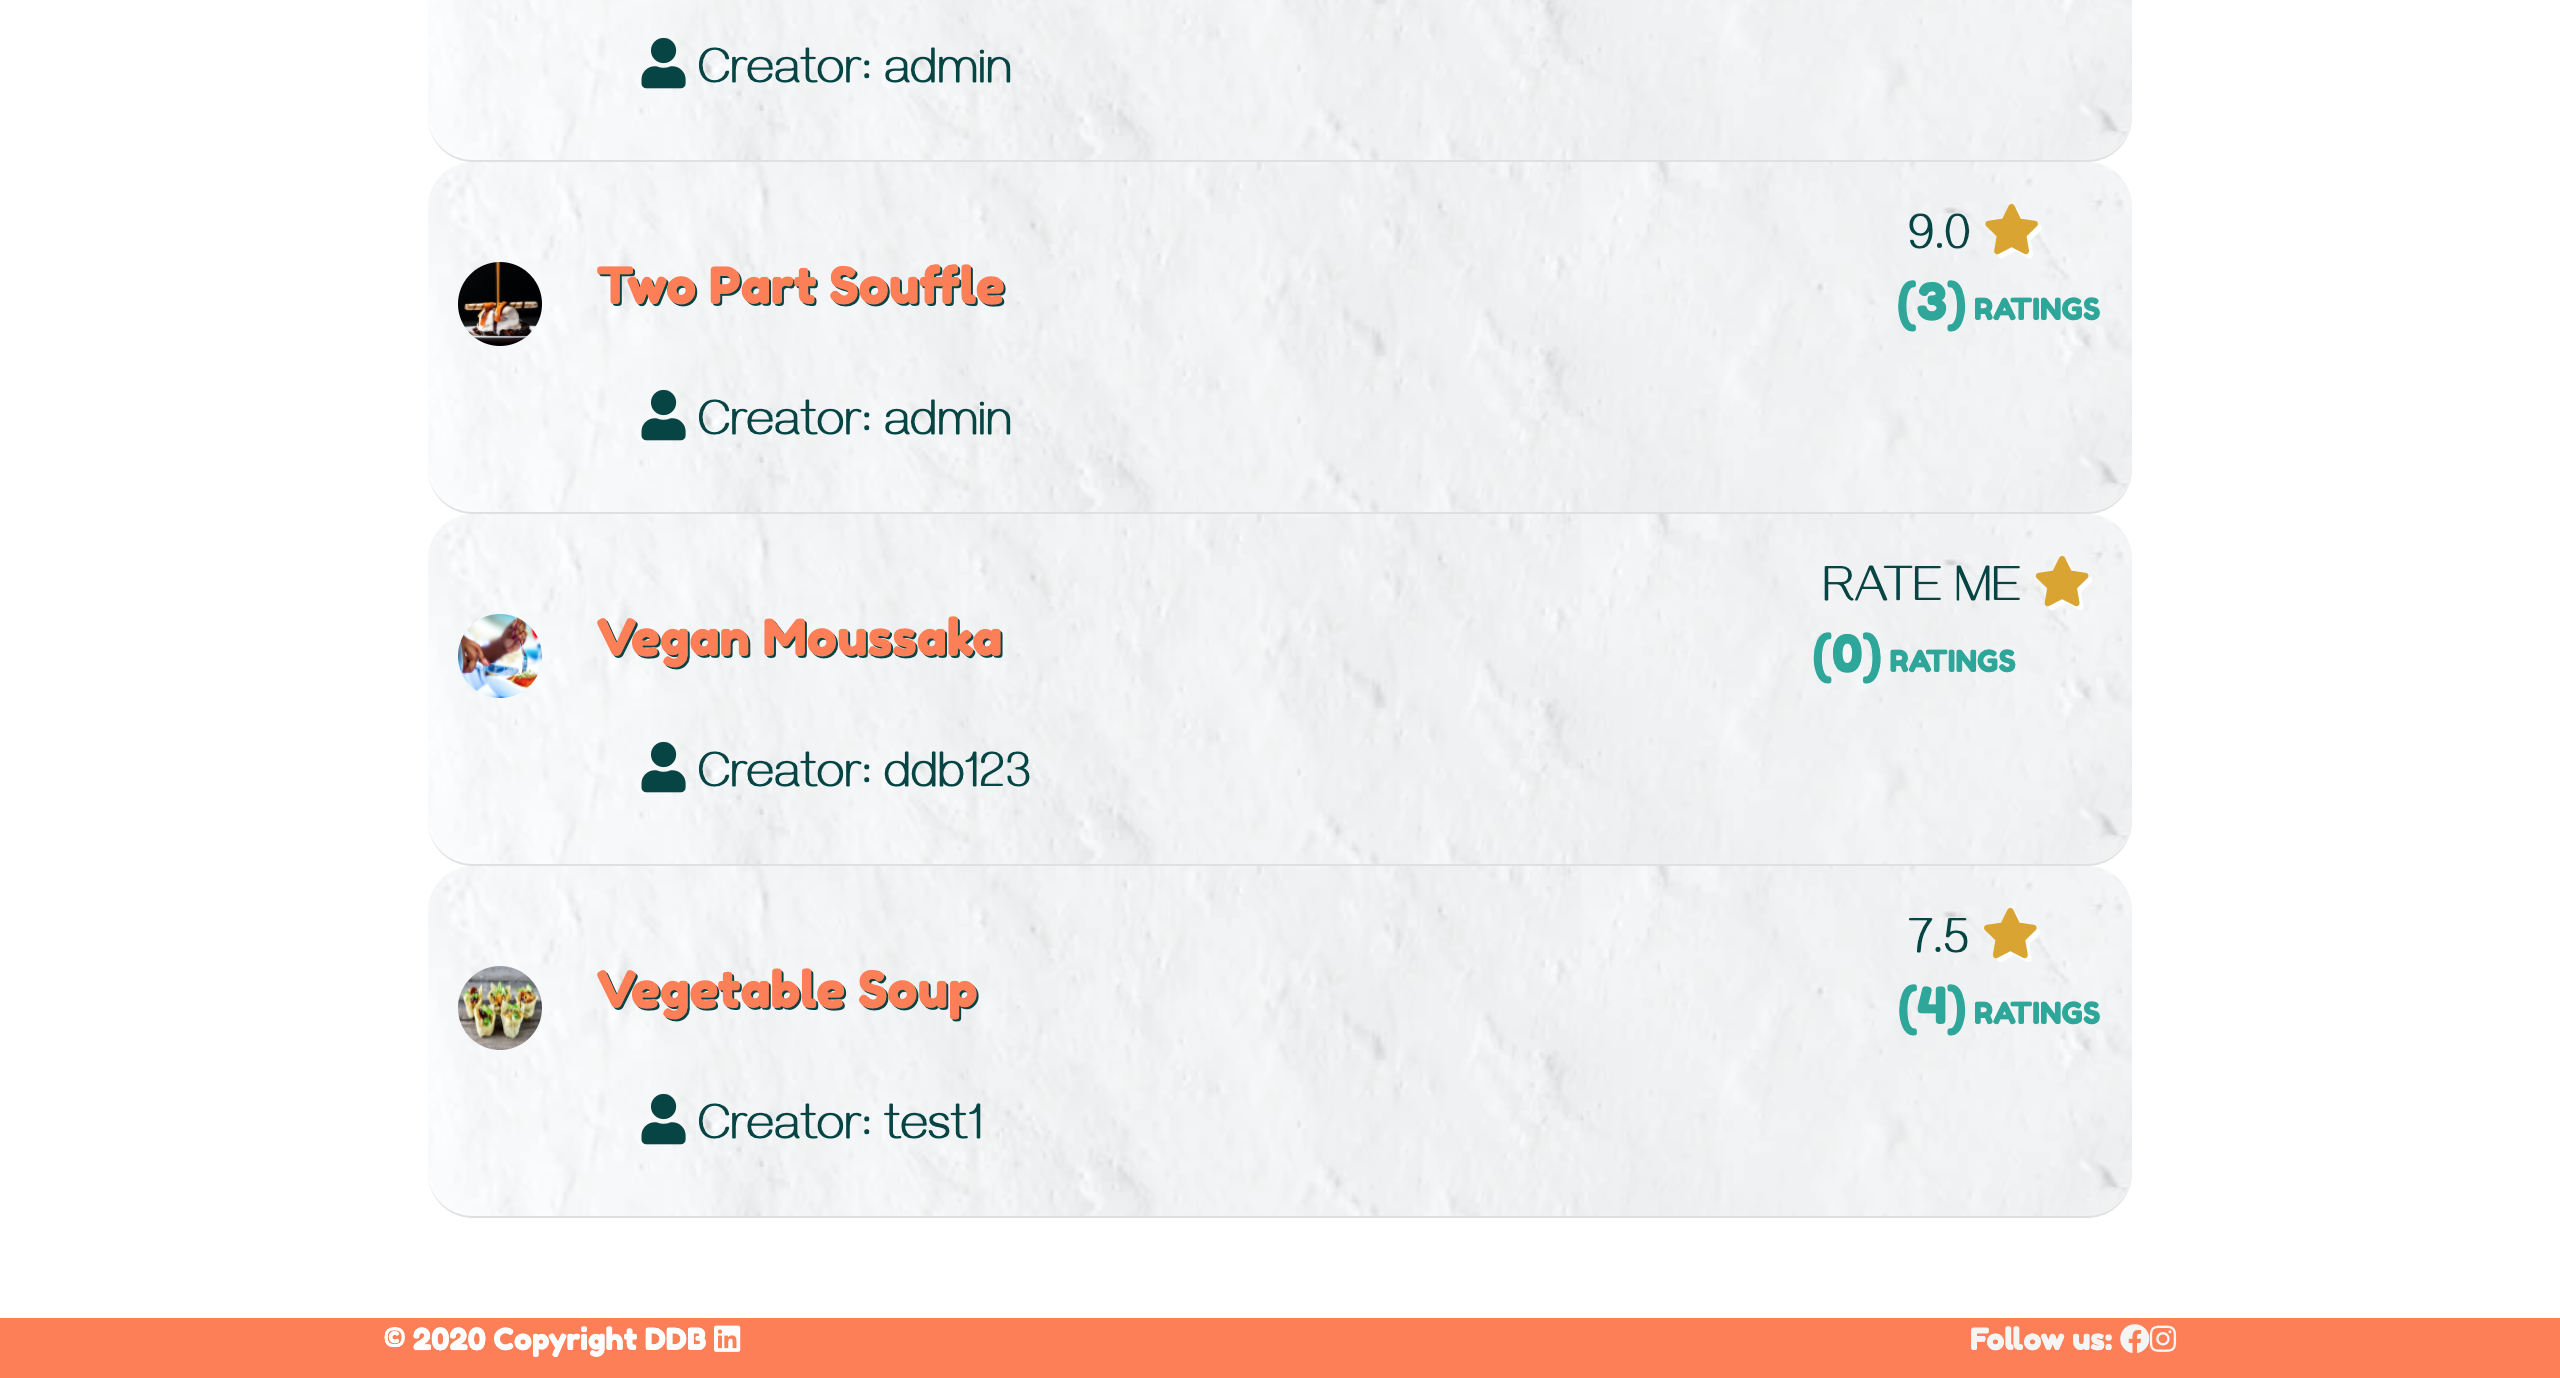 Creator: admin
9.0
Two Part Souffle
(3) RATINGS
Creator: admin
RATE ME
Vegan Moussaka
(0) RATINGS
Creator: ddb123
7.5
Vegetable Soup
(4) RATINGS
Creator: test1
© 2020 Copyright DDB in
Follow us: